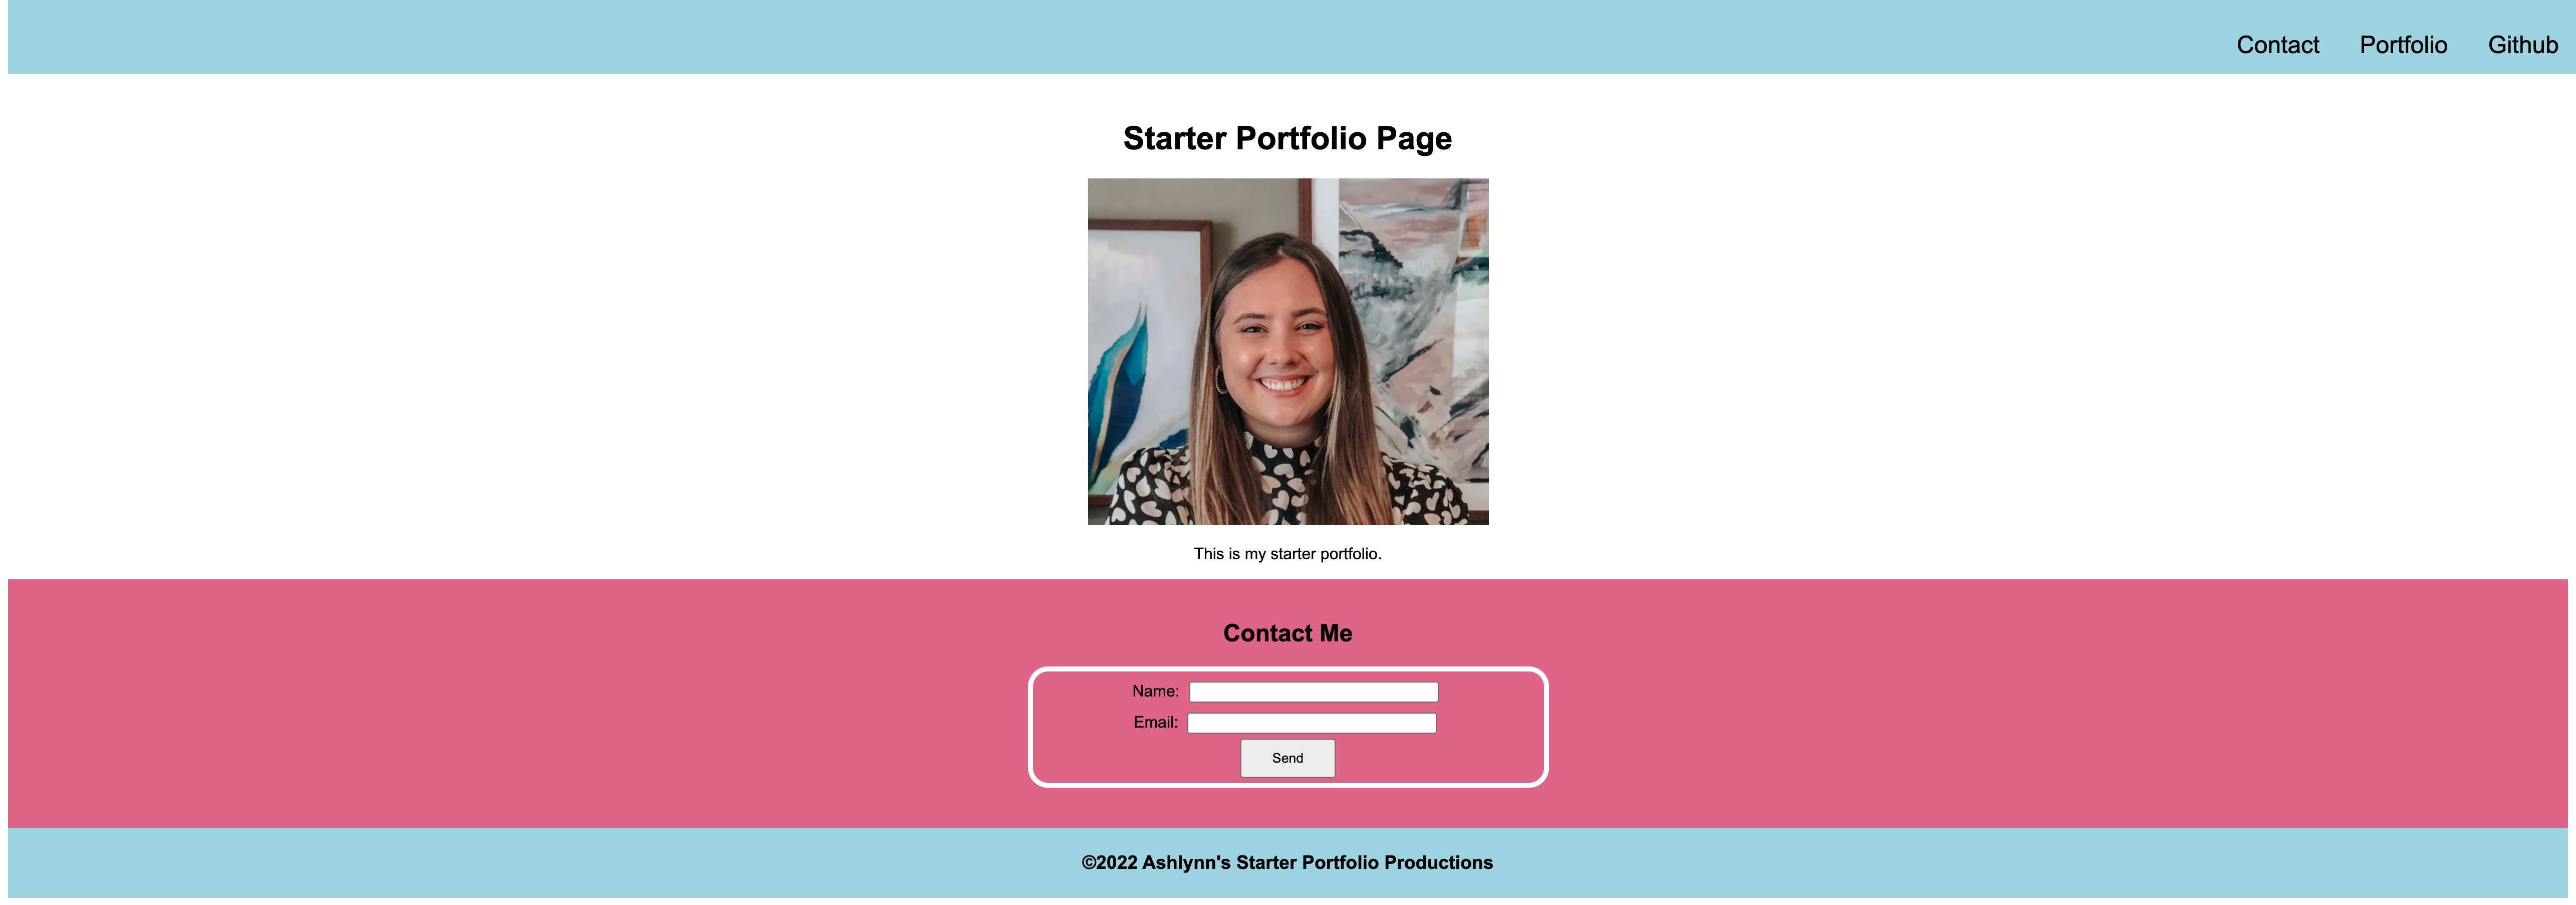 Contact Portfolio Github
Starter Portfolio Page
This is my starter portfolio.
Contact Me
Name:
Email:
Send
©2022 Ashlynn's Starter Portfolio Productions